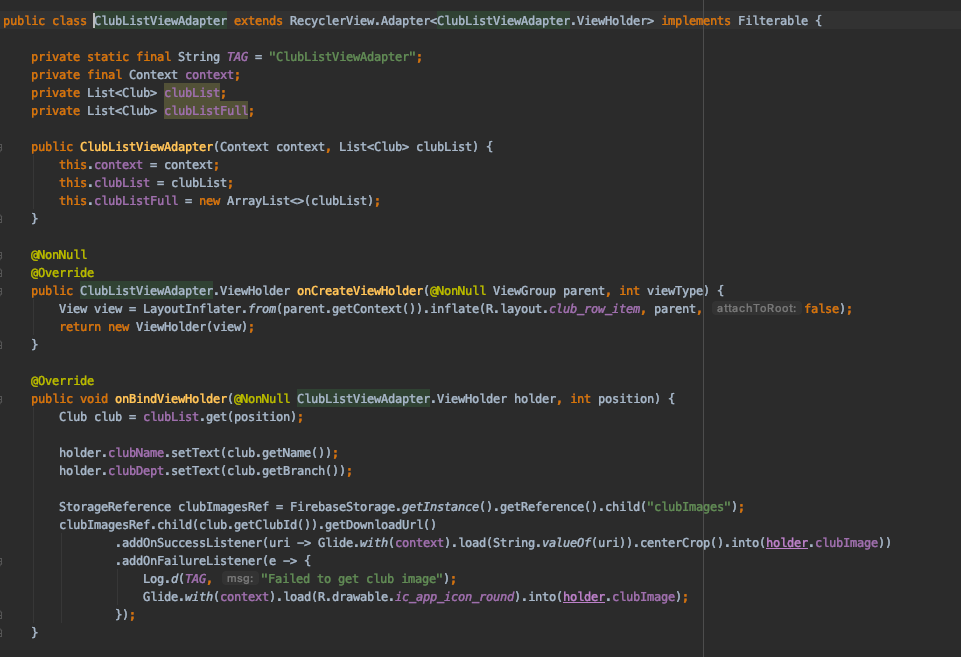 public class ClubListViewAdapter extends RecyclerView.Adapter<ClubListViewAdapter.ViewHolder> implements Filterable {
private static final String TAG = "ClubListViewAdapter";
private final Context context;
private List<Club> clubList;
private List<Club> clubListFull;
public ClubListViewAdapter(Context context, List<Club> clubList) {
this.context = context;
this.clubList = clubList;
this.clubListFull = new ArrayList<>(clubList);
}
@NonNull
@Override
public ClubListViewAdapter.ViewHolder onCreateViewHolder(@NonNull ViewGroup parent, int viewType) {
View view = LayoutInflater.from(parent.getContext()).inflate(R.layout.club_row_item, parent, attachToRoot: false);
return new ViewHolder(view);
}
@Override
public void onBindViewHolder(@NonNull ClubListViewAdapter.ViewHolder holder, int position) {
Club club = clubList.get(position);
holder.clubName.setText(club.getName());
holder.clubDept.setText(club.getBranch());
StorageReference clubImagesRef = FirebaseStorage.getInstance().getReference().child("clubImages");
clubImagesRef.child(club.getClubId()).getDownloadUrl()
.addOnSuccessListener(uri -> Glide.with(context).load(String.valueOf(uri)).centerCrop().into(holder.clubImage))
.addOnFailureListener(e -> {
Log.d(TAG, msg: "Failed to get club image");
Glide.with(context).load(R.drawable.ic_app_icon_round).into(holder.clubImage);
});
}